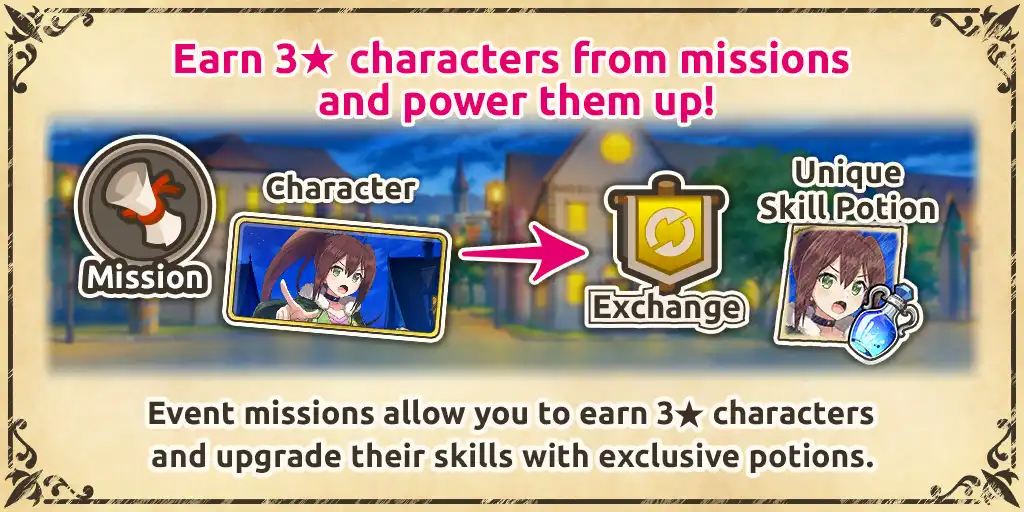 Earn 3★ characters from missions
and power them up!
Mission
Character
Exchange
Unique
Skill Potion
Event missions allow you to earn 3★ characters
and upgrade their skills with exclusive potions.